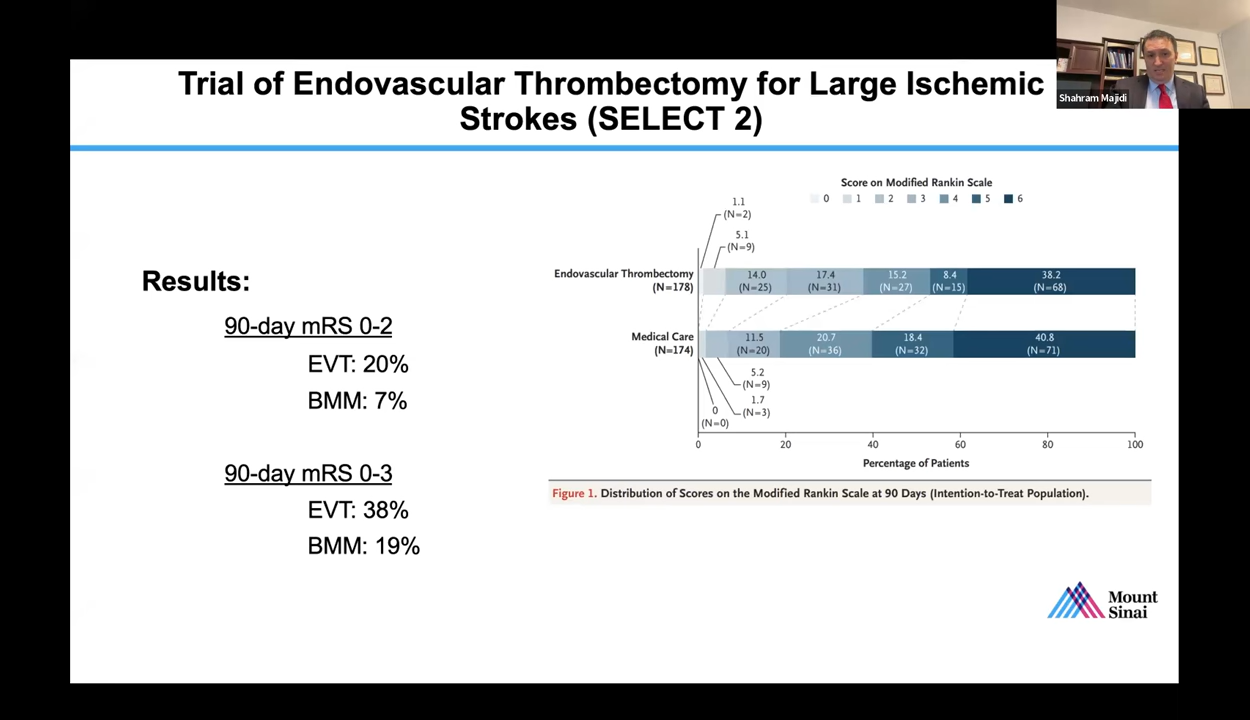 Trial of Endovascular Thrombectomy for Large Ischemic
Strokes (SELECT 2)
Shahram Majidi
Results:
90-day mRS 0-2
EVT: 20%
BMM: 7%
90-day mRS 0-3
EVT: 38%
BMM: 19%
Score on Modified Rankin Scale
0 1 2 3 4 5 6
1.1
(N=2)
5.1
(N=9)
Endovascular Thrombectomy
(N=178)
14.0 17.4 15.2 8.4 38.2
(N=25) (N=31) (N=27) (N=15) (N=68)
Medical Care
(N=174)
11.5 20.7 18.4 40.8
(N=20) (N=36) (N=32) (N=71)
5.2
(N=9)
1.7
(N=3)
0
(N=0)
0 20 40 60 80 100
Percentage of Patients
Figure 1. Distribution of Scores on the Modified Rankin Scale at 90 Days (Intention-to-Treat Population).
Mount
Sinai